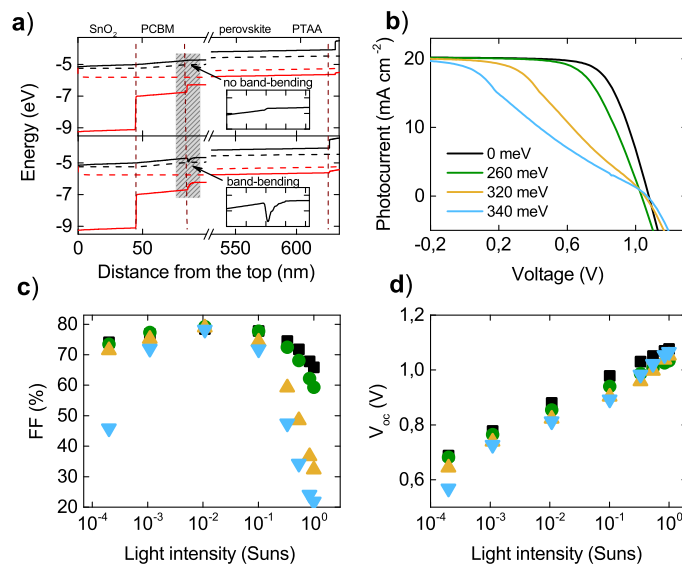 a)
SnO2 PCBM perovskite PTAA
-5
-7
-9
no band-bending
-5
-7
-9
band-bending
Energy (eV)
0 50 100 550 600
Distance from the top (nm)
b)
20
10
0
Photocurrent (mA cm-2)
0 meV
260 meV
320 meV
340 meV
-0,2 0,2 0,6 1,0
Voltage (V)
c)
80
70
60
50
40
30
20
FF (%)
10-4 10-3 10-2 10-1 100
Light intensity (Suns)
d)
1,2
1,0
0,8
0,6
Voc (V)
10-4 10-3 10-2 10-1 100
Light intensity (Suns)